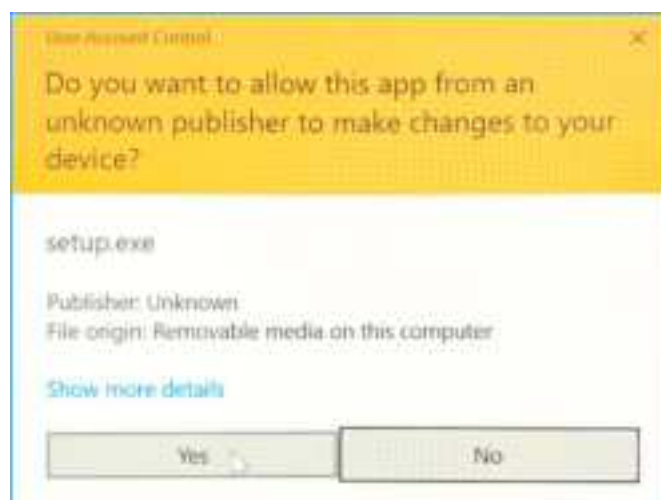 User Account Control
Do you want to allow this app from an
unknown publisher to make changes to your
device?
setup.exe
Publisher: Unknown
File origin: Removable media on this computer
Show more details
Yes
No